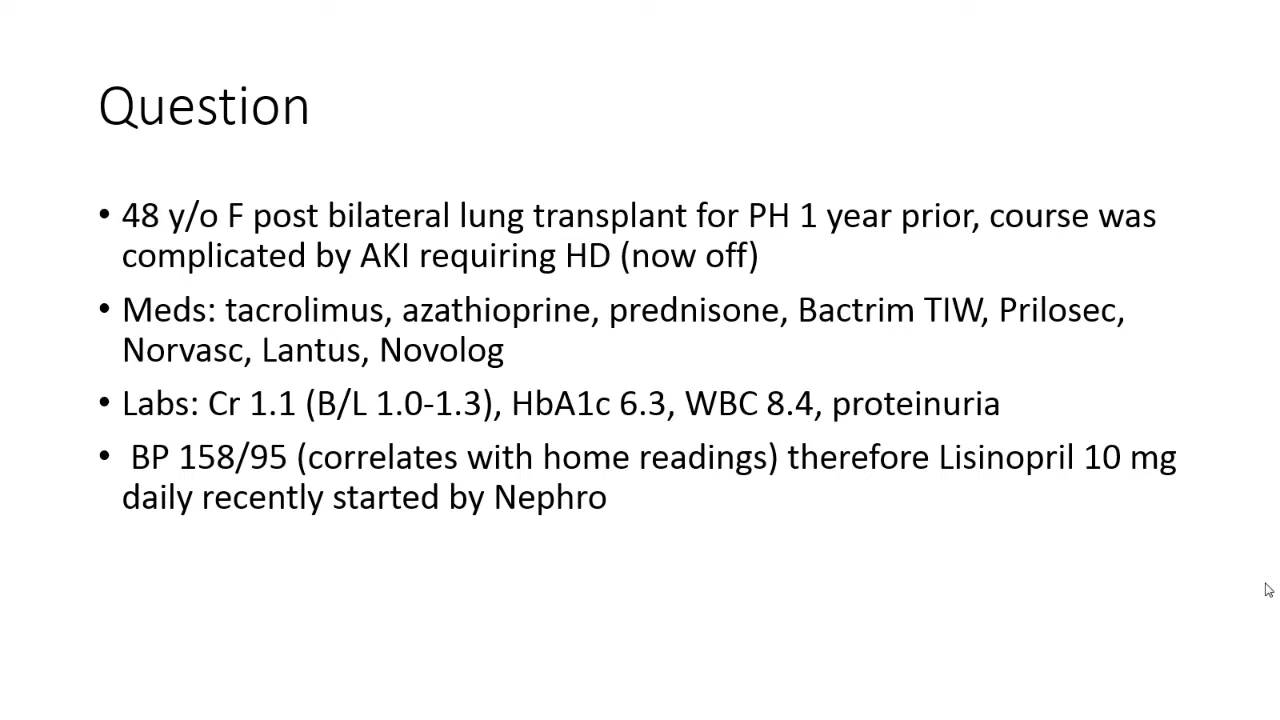 Question
• 48 y/o F post bilateral lung transplant for PH 1 year prior, course was
complicated by AKI requiring HD (now off)
• Meds: tacrolimus, azathioprine, prednisone, Bactrim TIW, Prilosec,
Norvasc, Lantus, Novolog
• Labs: Cr 1.1 (B/L 1.0-1.3), HbA1c 6.3, WBC 8.4, proteinuria
• BP 158/95 (correlates with home readings) therefore Lisinopril 10 mg
daily recently started by Nephro